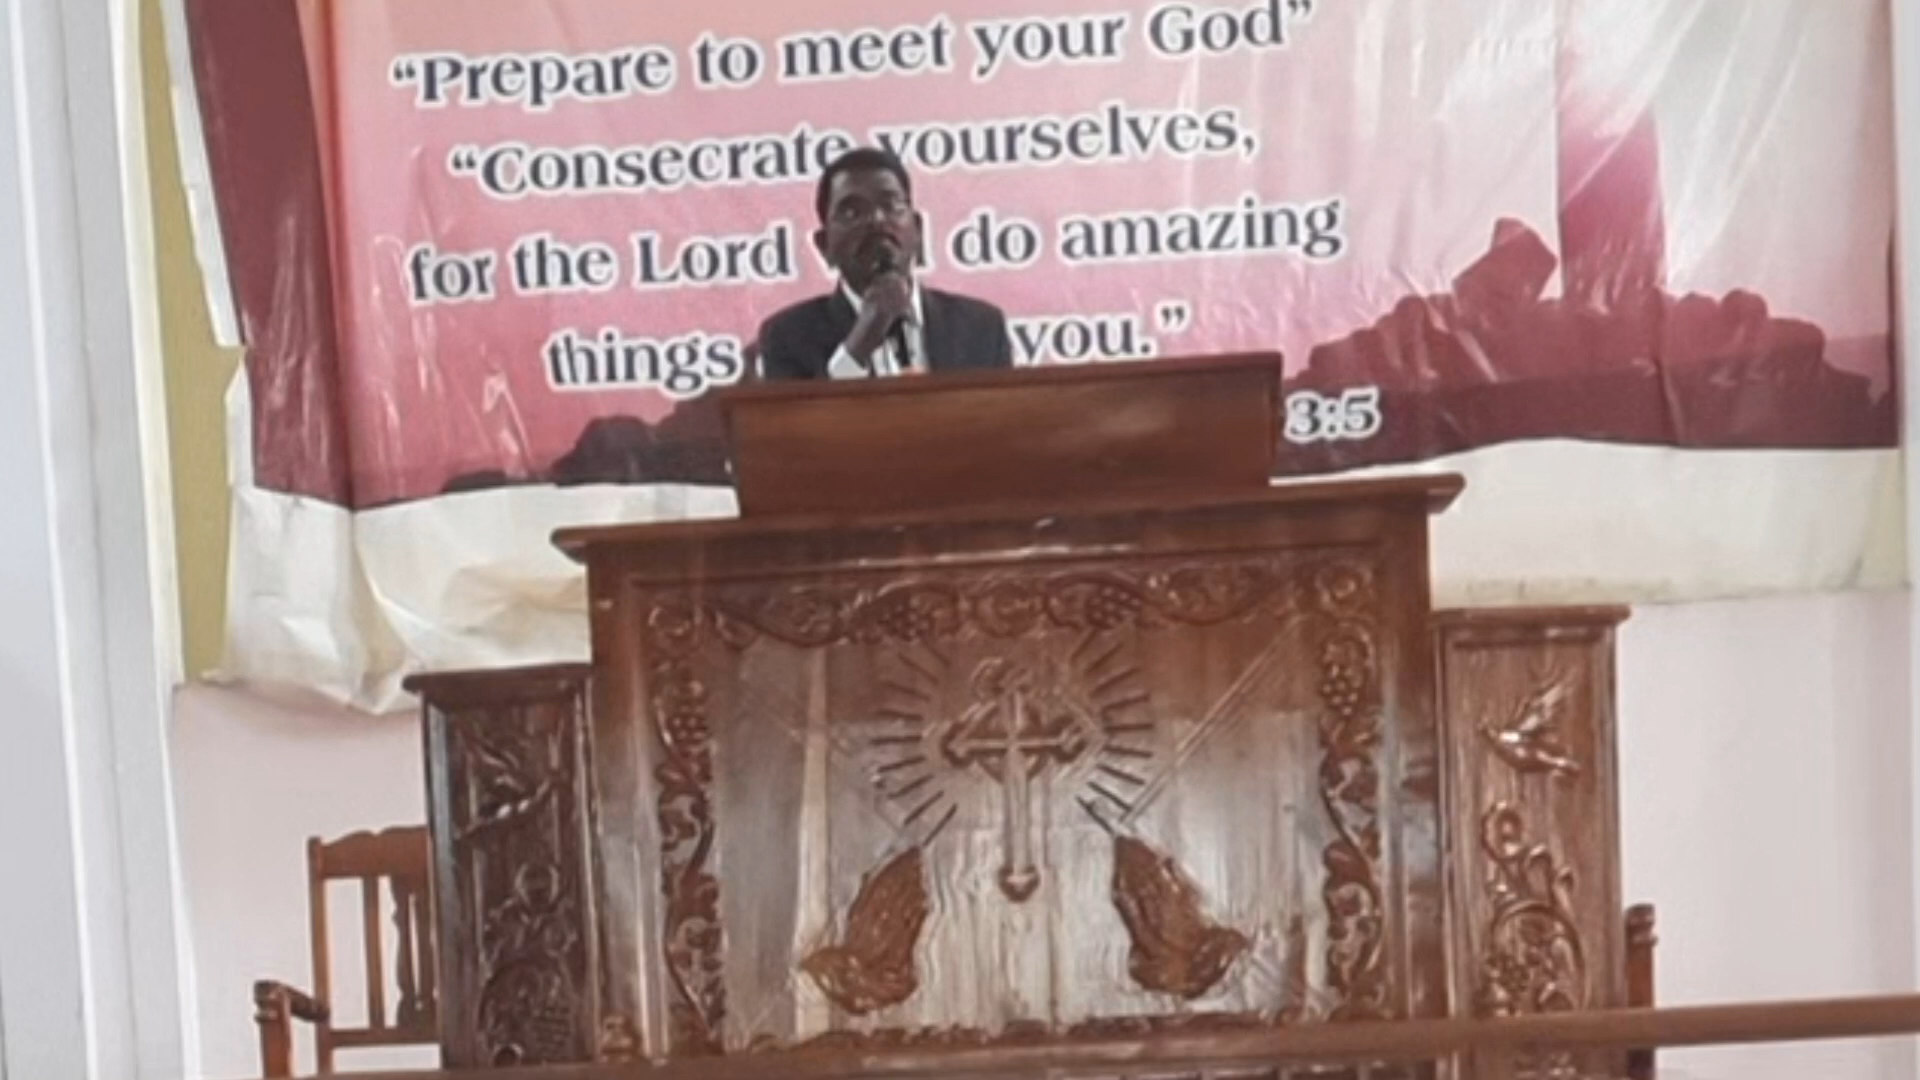 “Prepare to meet your God”
“Consecrate yourselves,
for the Lord do amazing
things you.”
3:5